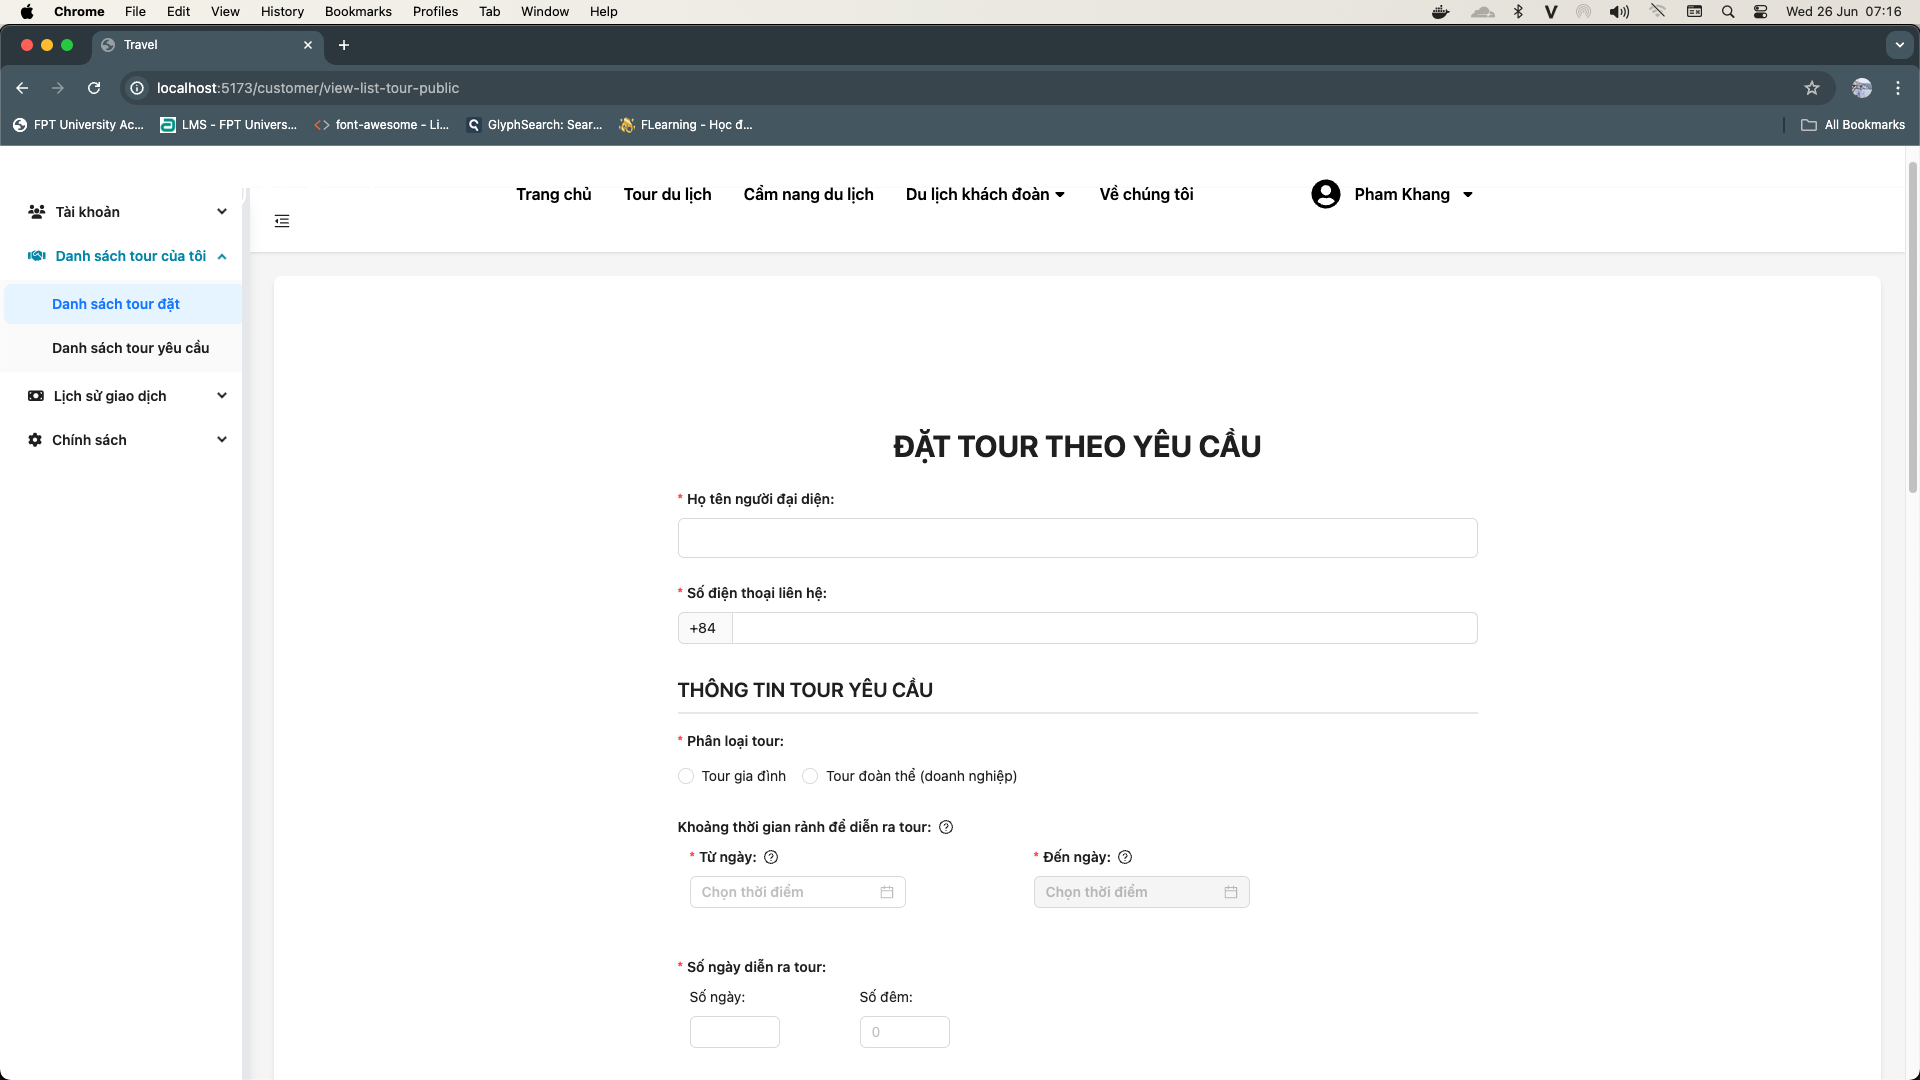 Chrome File Edit View History Bookmarks Profiles Tab Window Help Wed 26 Jun 07:16
Travel
localhost:5173/customer/view-list-tour-public
FPT University Ac... LMS - FPT Univers... font-awesome - Li... GlyphSearch: Sear... FLearning - Học đ... All Bookmarks
Trang chủ Tour du lịch Cẩm nang du lịch Du lịch khách đoàn Về chúng tôi Pham Khang
Tài khoản
Danh sách tour của tôi
Danh sách tour đặt
Danh sách tour yêu cầu
Lịch sử giao dịch
Chính sách
ĐẶT TOUR THEO YÊU CẦU
* Họ tên người đại diện:
* Số điện thoại liên hệ:
+84
THÔNG TIN TOUR YÊU CẦU
* Phân loại tour:
Tour gia đình Tour đoàn thể (doanh nghiệp)
Khoảng thời gian rảnh để diễn ra tour:
* Từ ngày: * Đến ngày:
Chọn thời điểm Chọn thời điểm
* Số ngày diễn ra tour:
Số ngày: Số đêm:
0